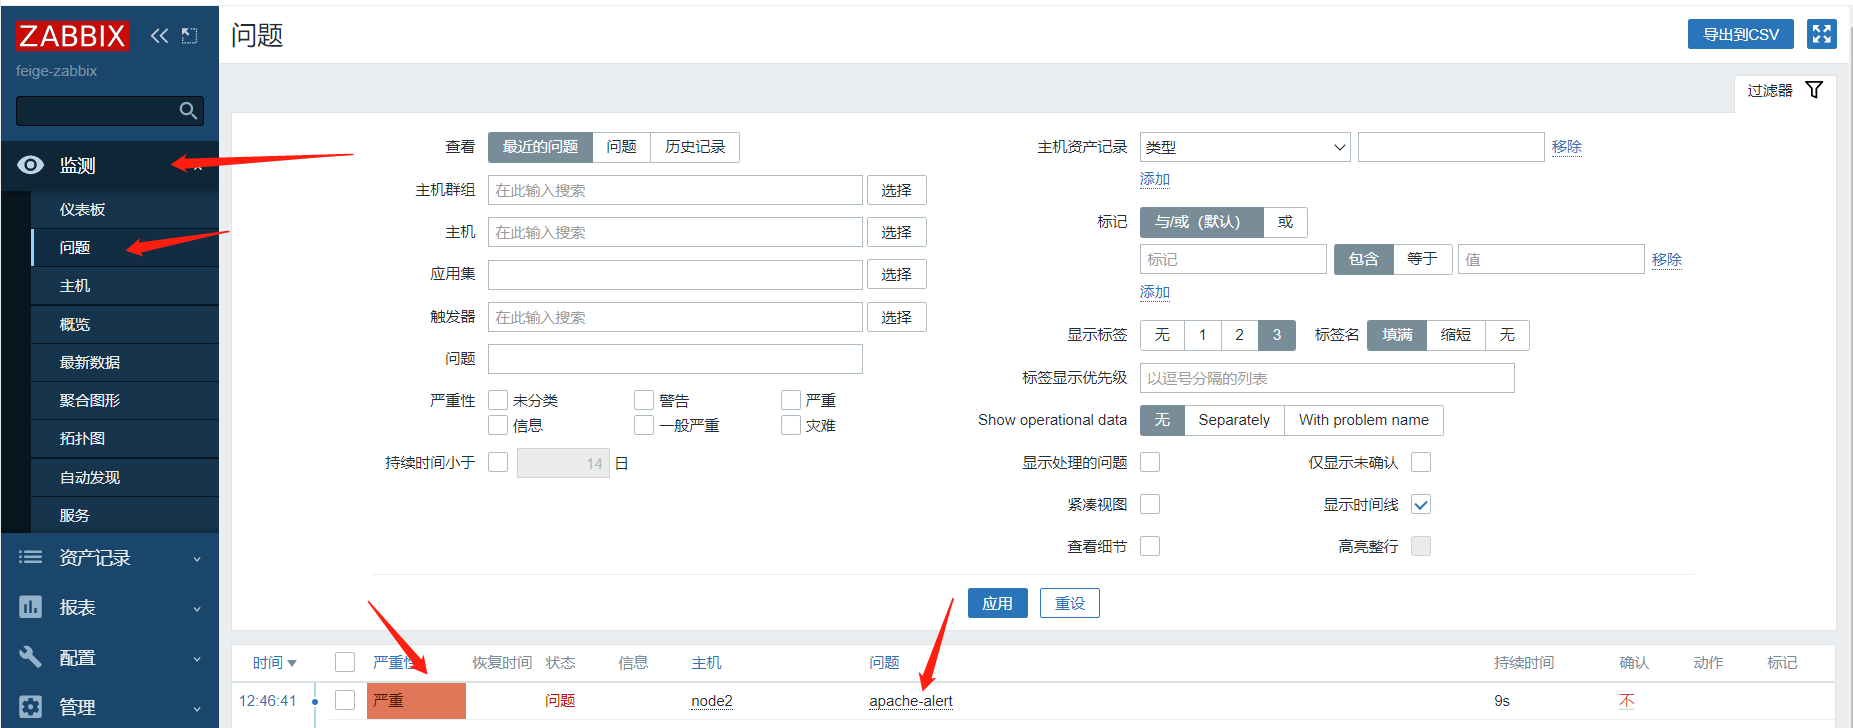 ZABBIX
feige-zabbix
监测
仪表板
问题
主机
概览
最新数据
聚合图形
拓扑图
自动发现
服务
资产记录
报表
配置
管理
问题
导出到CSV
过滤器
查看 最近的问题 问题 历史记录
主机群组 在此输入搜索 选择
主机 在此输入搜索 选择
应用集 选择
触发器 在此输入搜索 选择
问题
严重性 未分类 警告 严重
信息 一般严重 灾难
持续时间小于 14 日
主机资产记录 类型 移除
添加
标记 与/或（默认） 或
标记 包含 等于 值 移除
添加
显示标签 无 1 2 3 标签名 填满 缩短 无
标签显示优先级 以逗号分隔的列表
Show operational data 无 Separately With problem name
显示处理的问题 仅显示未确认
紧凑视图 显示时间线
查看细节 高亮整行
应用 重设
时间 严重性 恢复时间 状态 信息 主机 问题 持续时间 确认 动作 标记
12:46:41 严重 问题 node2 apache-alert 9s 不